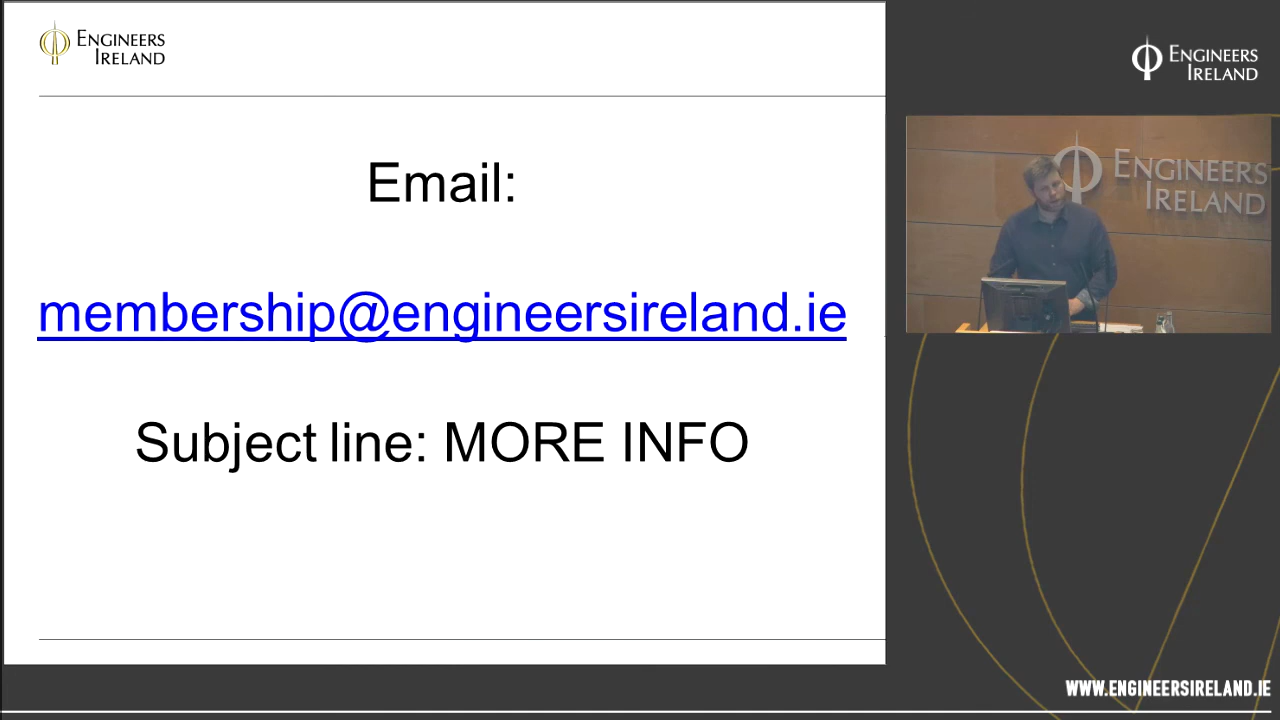 ENGINEERS
IRELAND
Email:
membership@engineersireland.ie
Subject line: MORE INFO
ENGINEERS
IRELAND
ENGINEERS
IRELAND
WWW.ENGINEERSIRELAND.IE